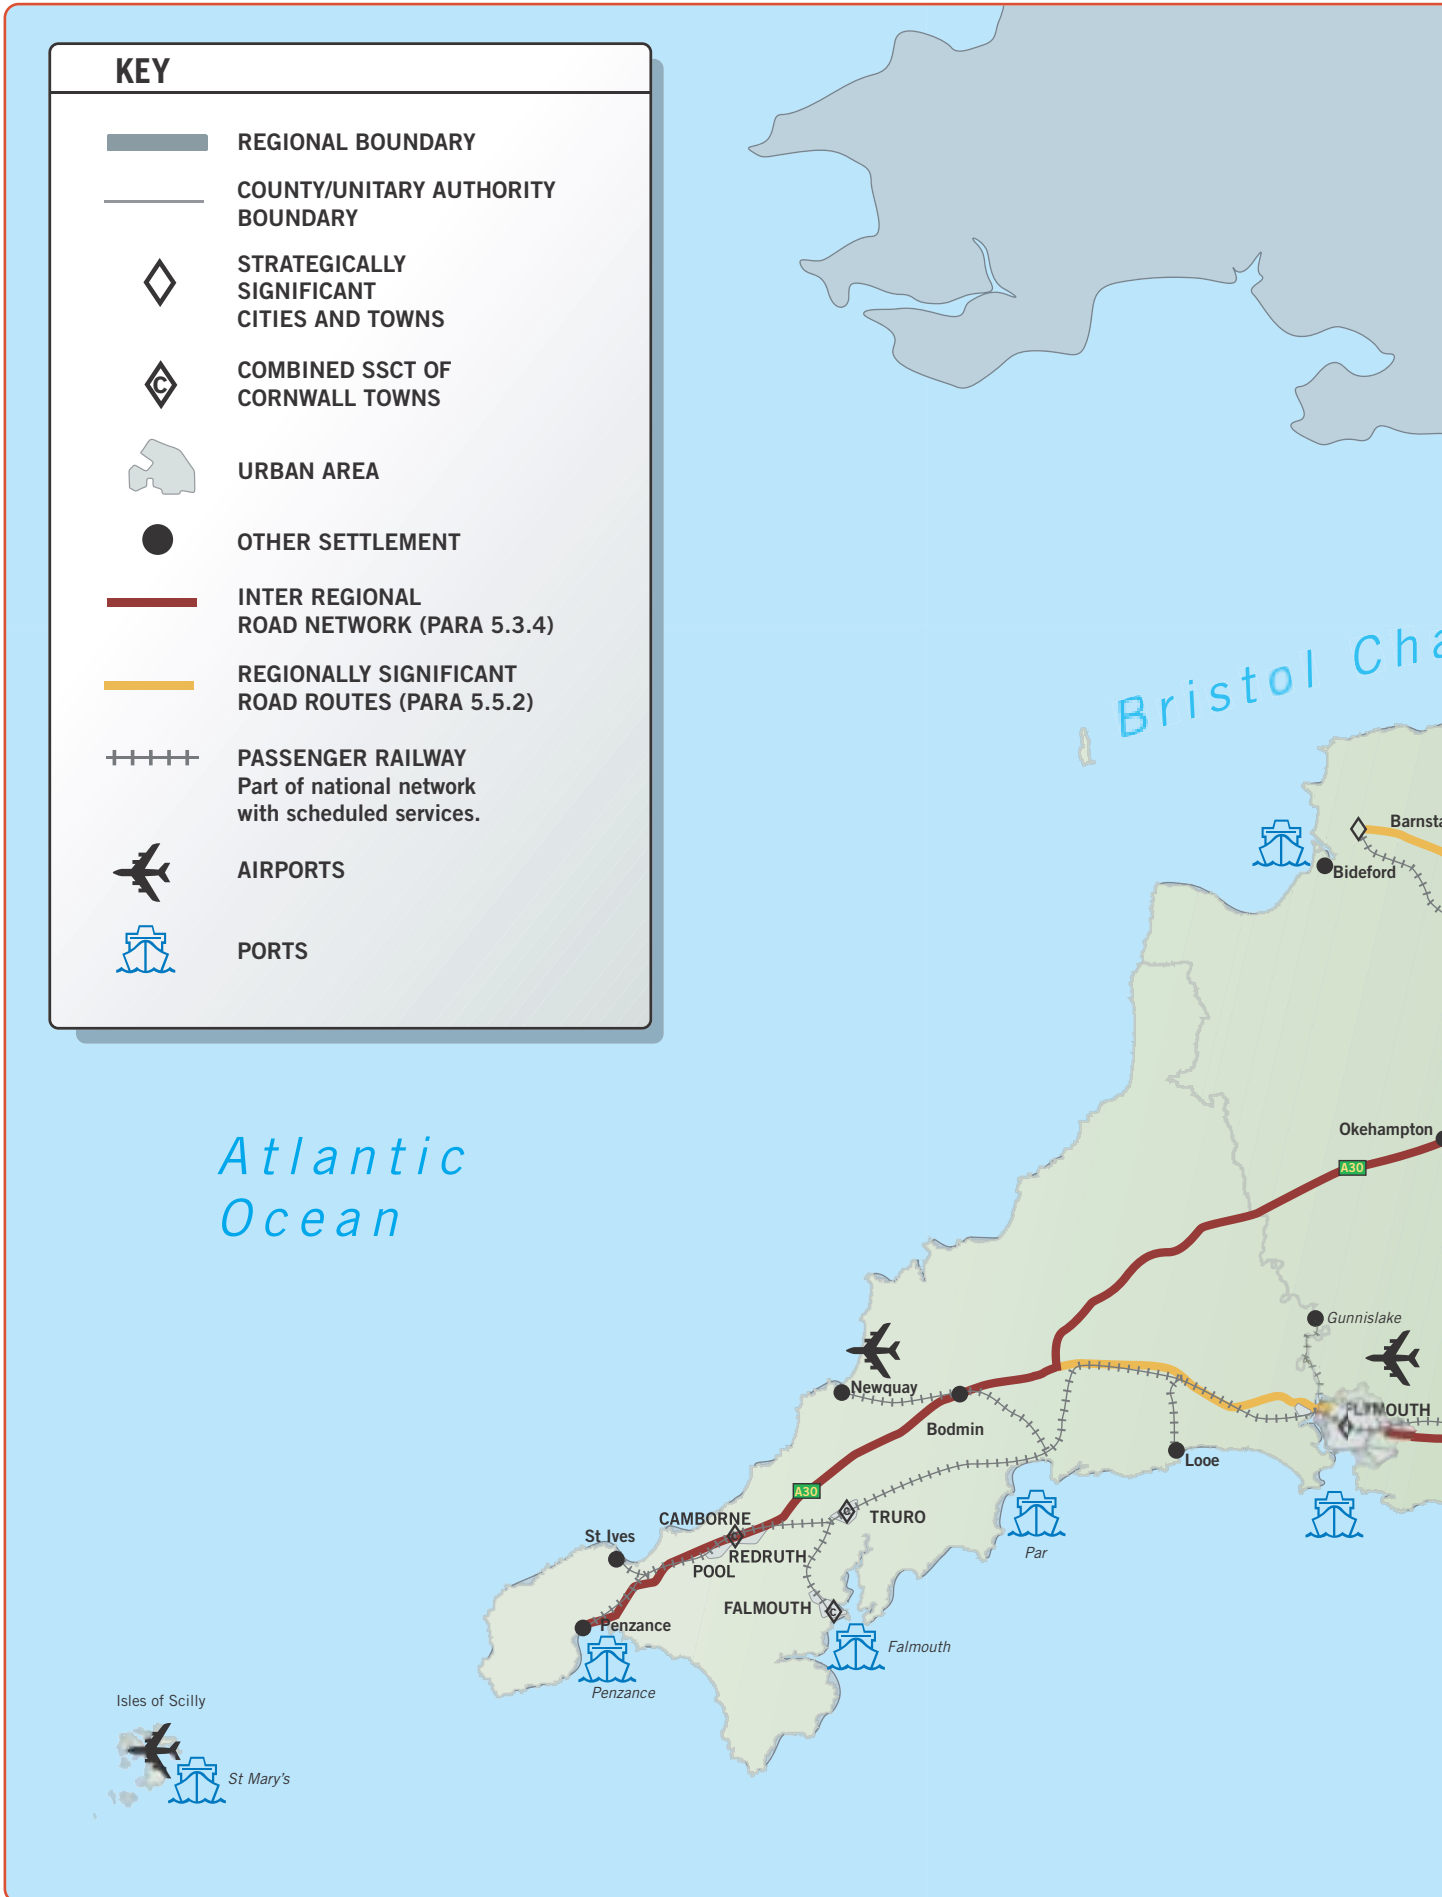 KEY
REGIONAL BOUNDARY
COUNTY/UNITARY AUTHORITY
BOUNDARY
STRATEGICALLY
SIGNIFICANT
CITIES AND TOWNS
C
COMBINED SSCT OF
CORNWALL TOWNS
URBAN AREA
OTHER SETTLEMENT
INTER REGIONAL
ROAD NETWORK (PARA 5.3.4)
REGIONALLY SIGNIFICANT
ROAD ROUTES (PARA 5.5.2)
PASSENGER RAILWAY
Part of national network
with scheduled services.
AIRPORTS
PORTS
Bristol Cha
Barnsta
Bideford
Atlantic
Ocean
Okehampton
A30
Gunnislake
Newquay
PLYMOUTH
Bodmin
Looe
A30
CAMBORNE
C
TRURO
St Ives
REDRUTH
POOL
Par
FALMOUTH
C
Penzance
Falmouth
Penzance
Isles of Scilly
St Mary's